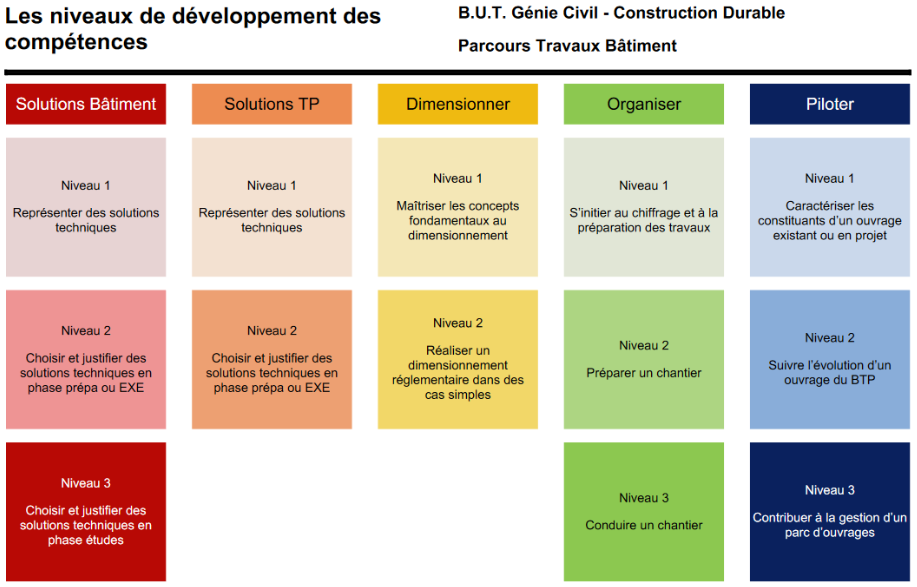 Les niveaux de développement des
compétences
B.U.T. Génie Civil - Construction Durable
Parcours Travaux Bâtiment
Solutions Bâtiment
Solutions TP
Dimensionner
Organiser
Piloter
Niveau 1
Représenter des solutions
techniques
Niveau 1
Représenter des solutions
techniques
Niveau 1
Maîtriser les concepts
fondamentaux au
dimensionnement
Niveau 1
S'initier au chiffrage et à la
préparation des travaux
Niveau 1
Caractériser les
constituants d'un ouvrage
existant ou en projet
Niveau 2
Choisir et justifier des
solutions techniques en
phase prépa ou EXE
Niveau 2
Choisir et justifier des
solutions techniques en
phase prépa ou EXE
Niveau 2
Réaliser un
dimensionnement
réglementaire dans des
cas simples
Niveau 2
Préparer un chantier
Niveau 2
Suivre l'évolution d'un
ouvrage du BTP
Niveau 3
Choisir et justifier des
solutions techniques en
phase études
Niveau 3
Conduire un chantier
Niveau 3
Contribuer à la gestion d'un
parc d'ouvrages